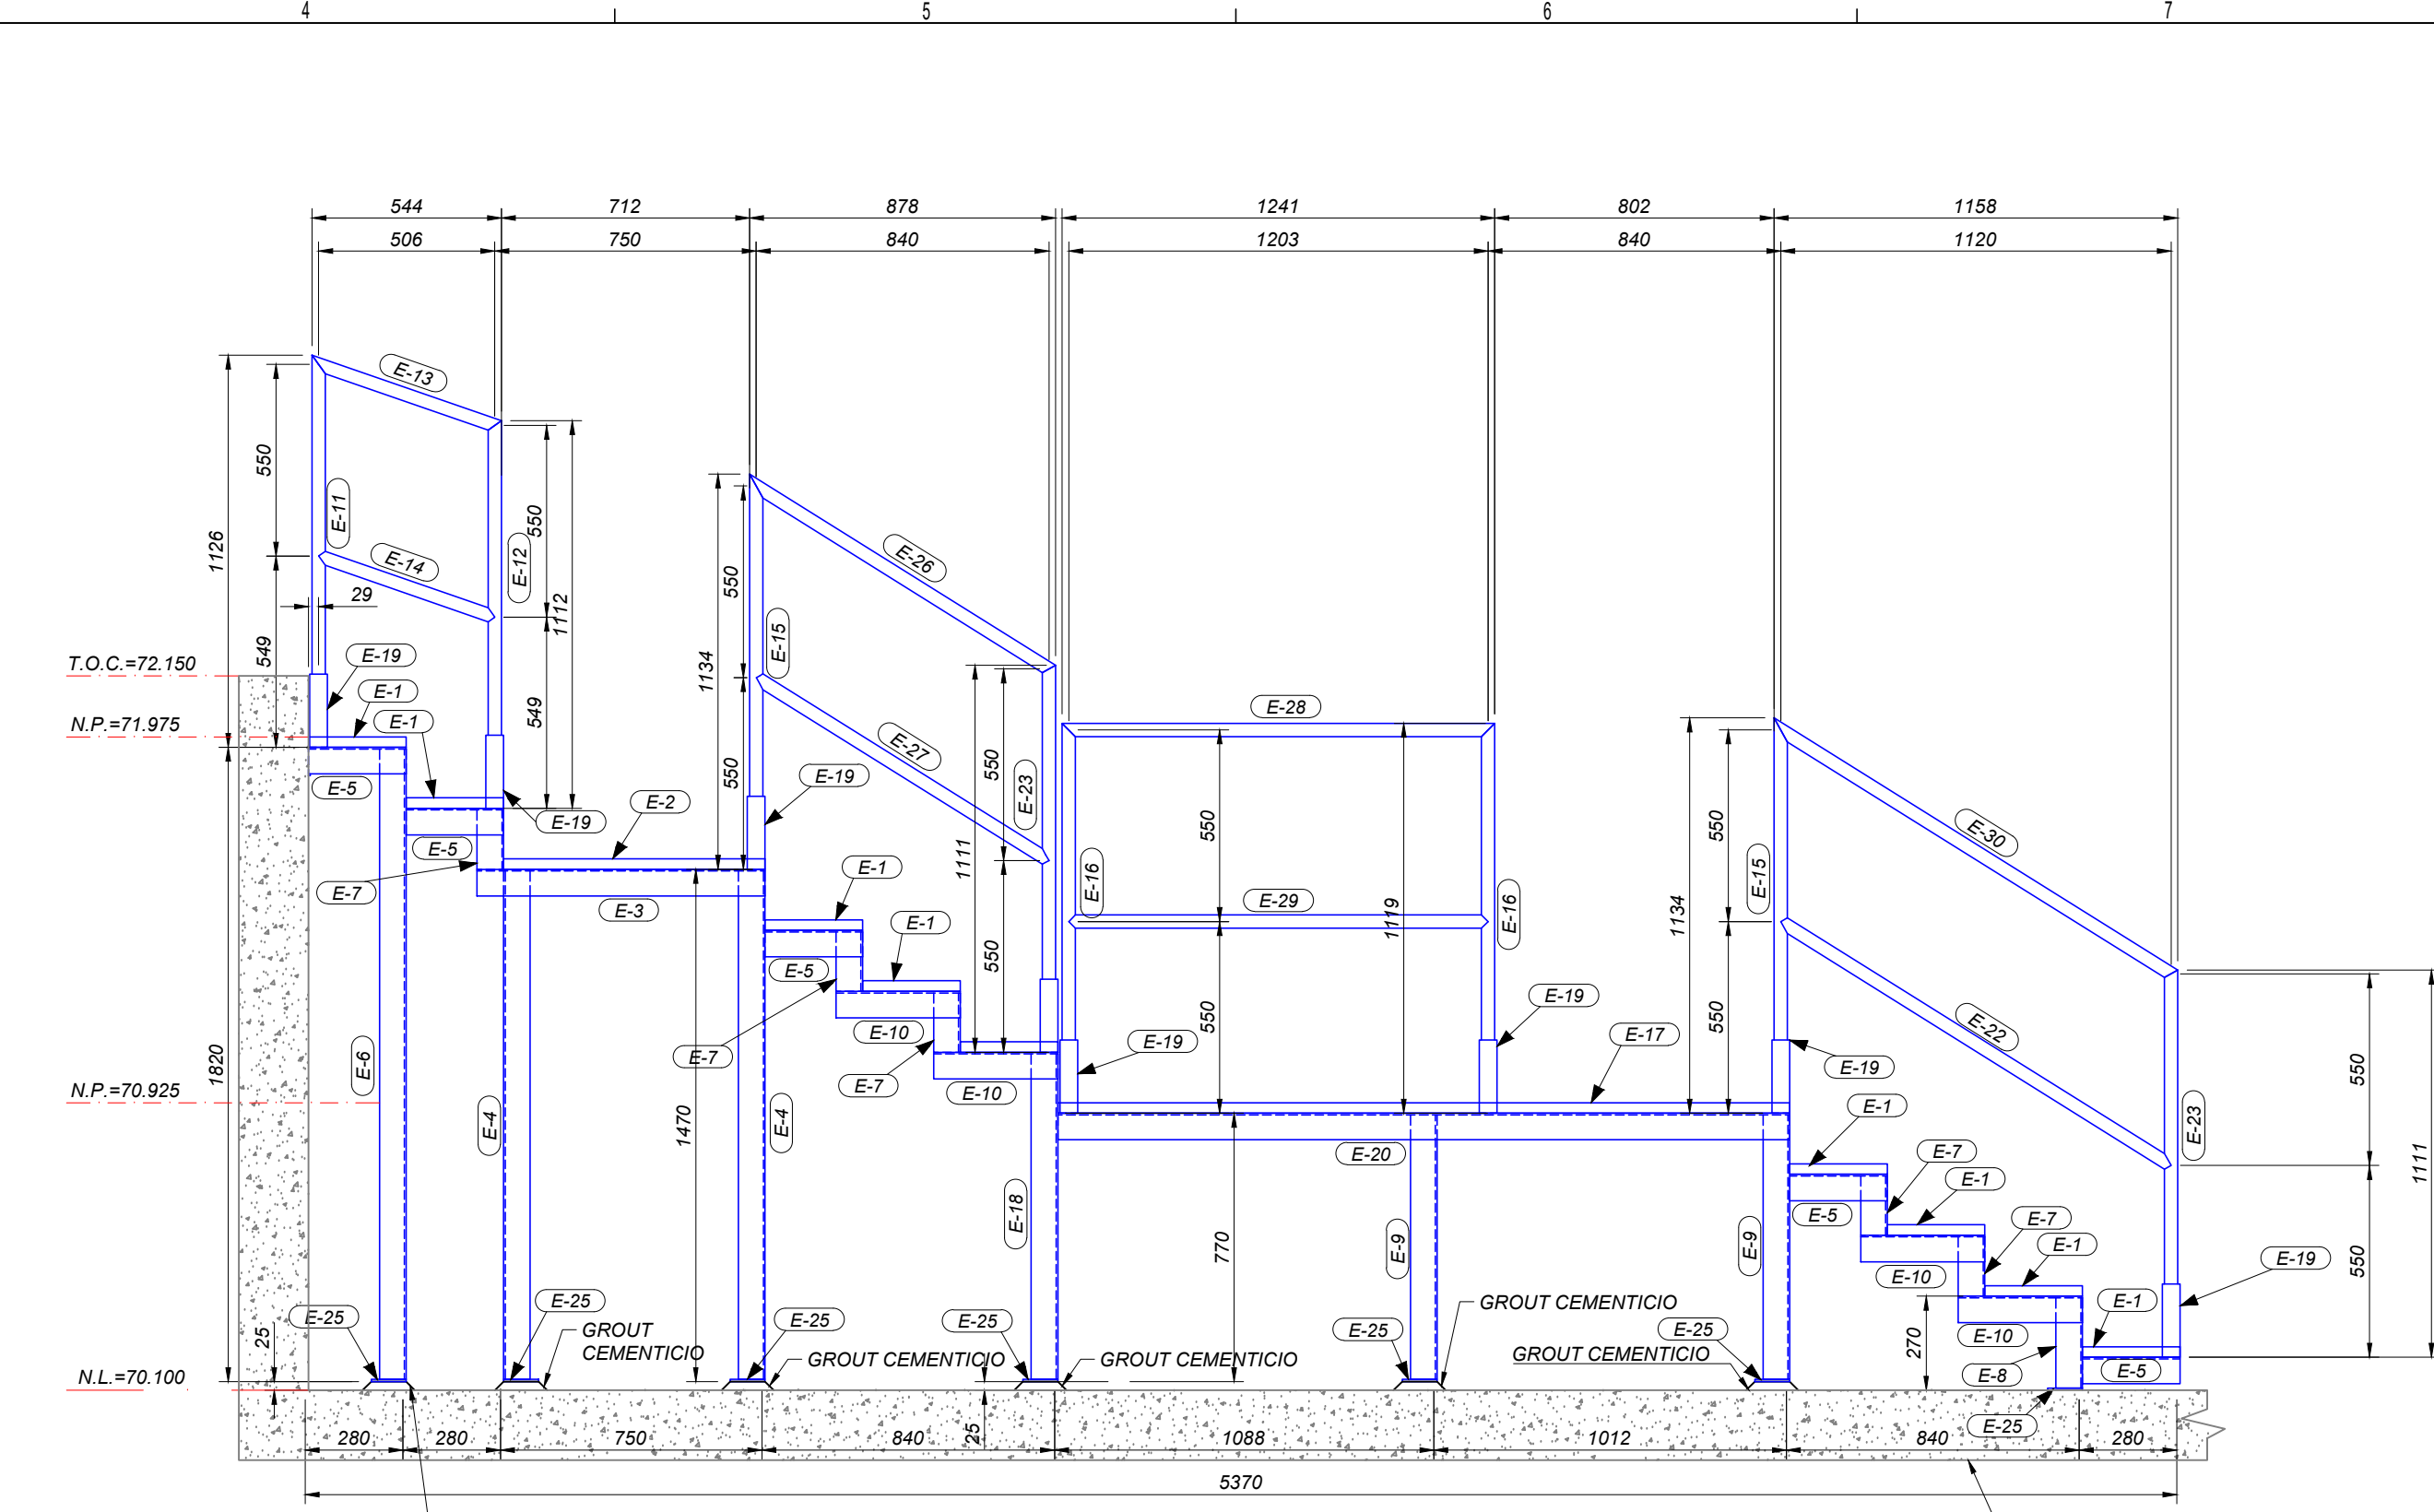 4 5 6 7
544 712 878 1241 802 1158
506 750 840 1203 840 1120
E-13
550
E-11
1126
550
E-12
1112
E-14
29
549
549
E-26
550
E-15
1134
T.O.C.=72.150
E-19
E-1
N.P.=71.975
E-1
E-28
E-27
550
E-23
550
1111
E-19
E-5
E-2
E-19
E-5
E-7
E-3
E-1
E-1
E-5
550
E-16
550
E-29
1119
E-16
550
E-15
1134
E-30
E-10
E-7
E-7
E-10
550
E-19
E-19
E-17
550
E-22
E-19
550
E-23
1111
1820
E-6
N.P.=70.925
E-4
1470
E-4
E-18
770
E-20
E-9
E-9
E-1
E-7
E-1
E-5
E-7
E-1
E-10
E-19
550
E-1
270
E-10
E-8
E-5
E-25
25
E-25
GROUT
CEMENTICIO
E-25
GROUT CEMENTICIO
E-25
GROUT CEMENTICIO
E-25
GROUT CEMENTICIO
E-25
GROUT CEMENTICIO
N.L.=70.100
E-25
25
280 280 750 840 1088 1012 840 280
5370